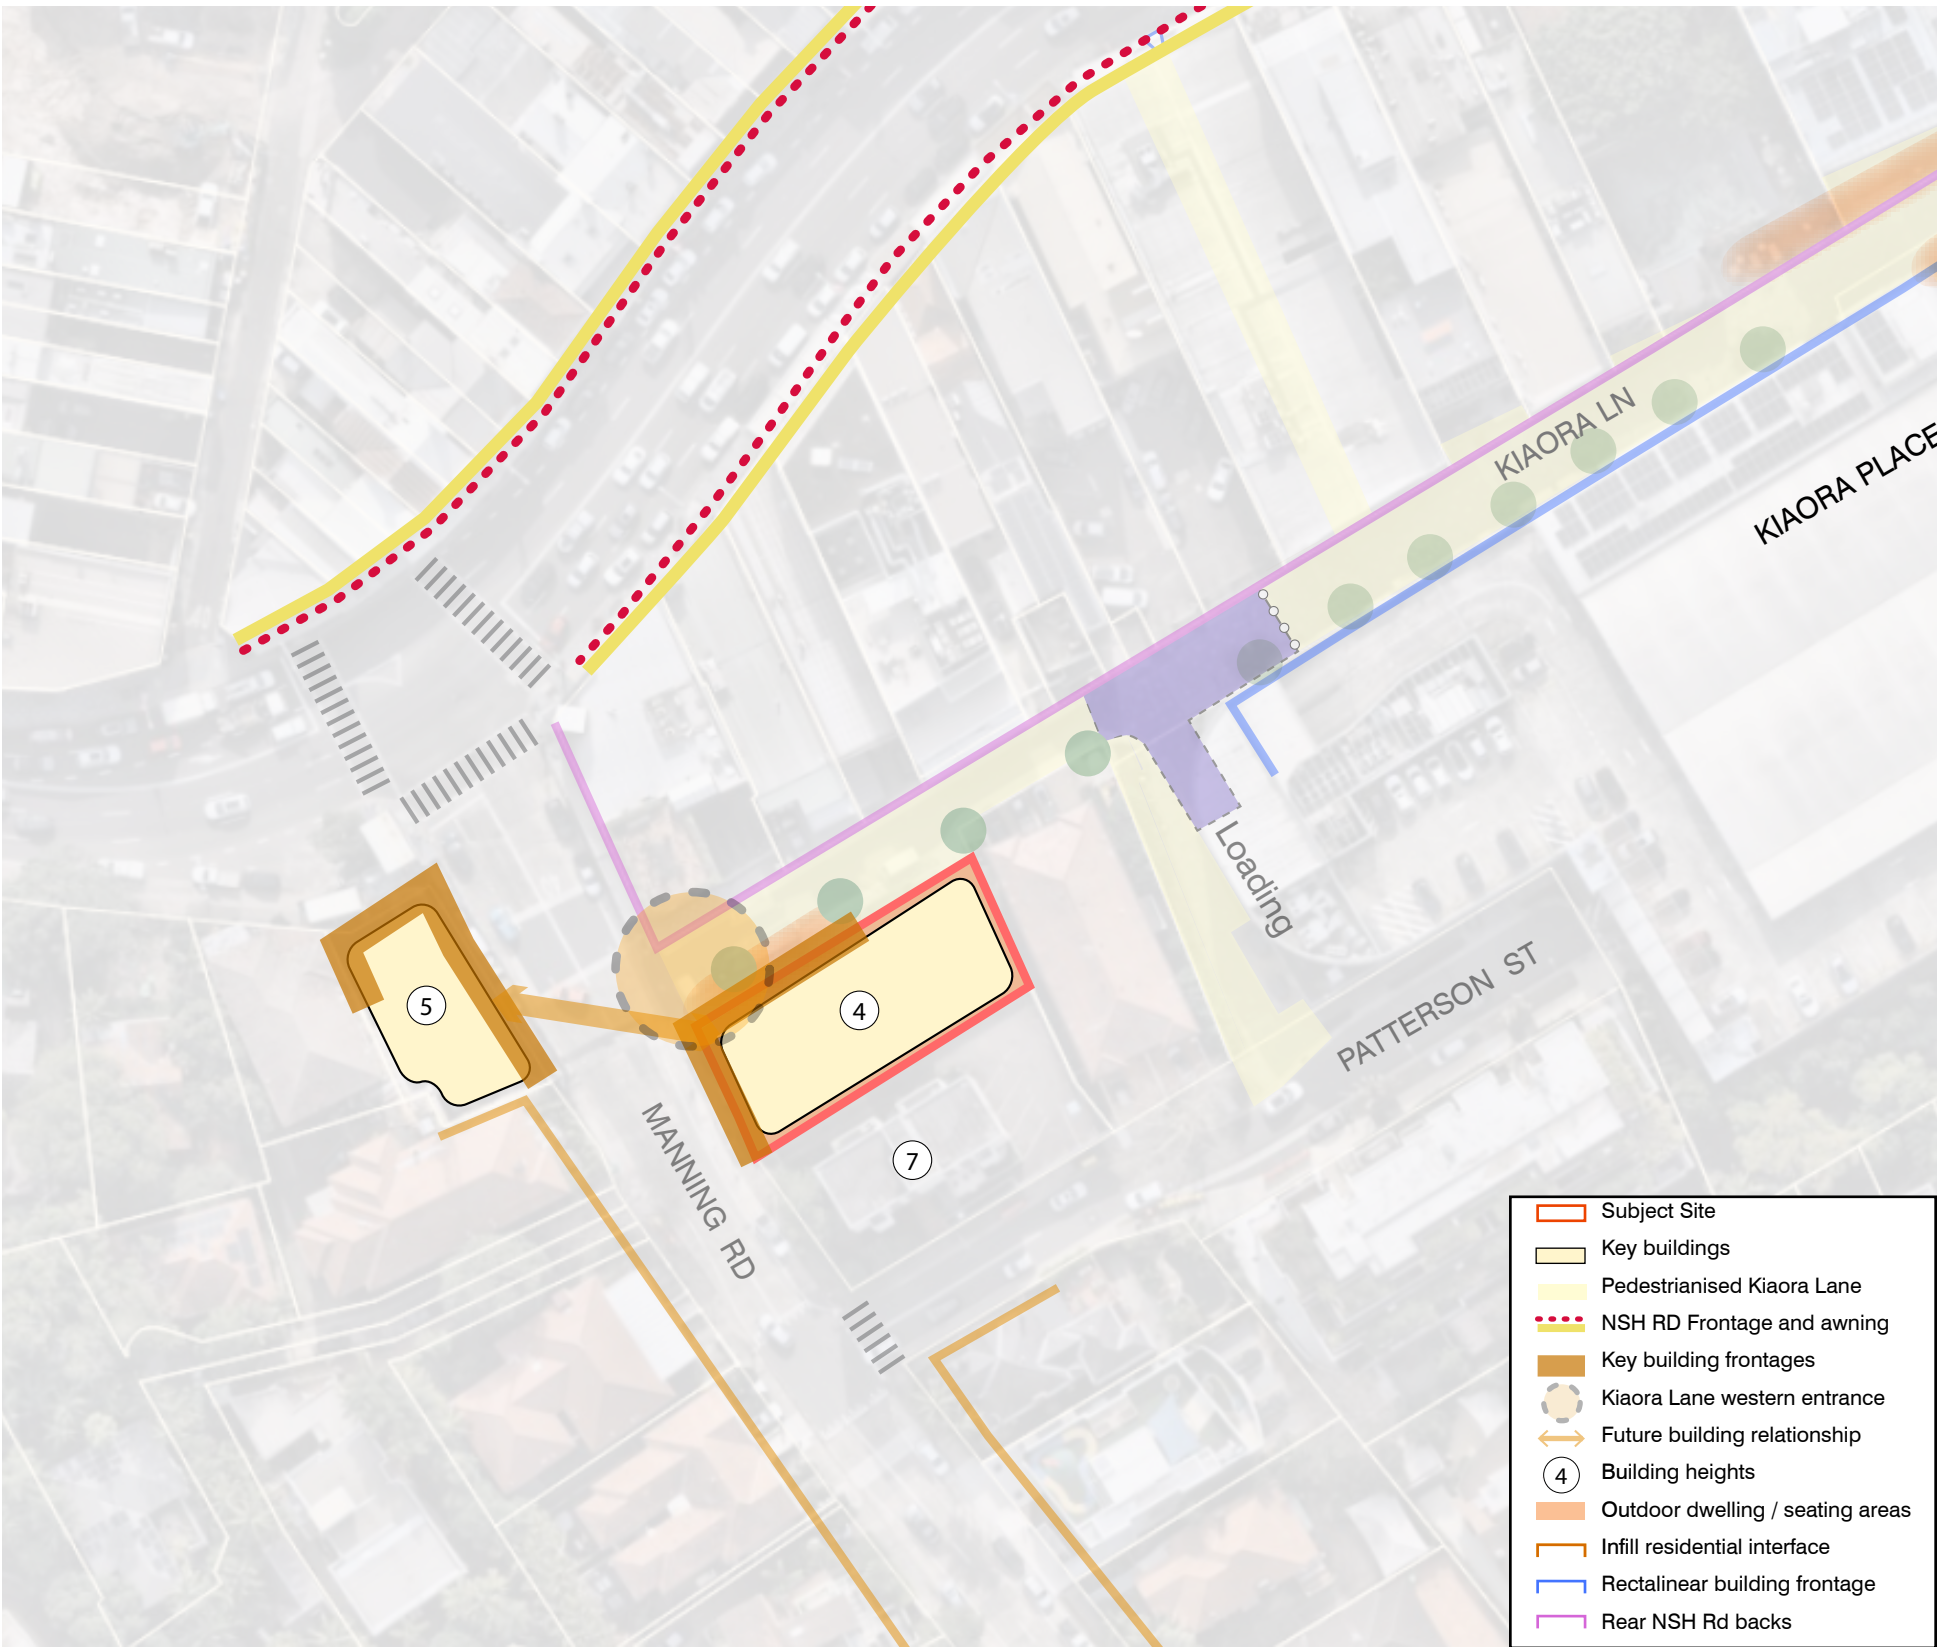 KIAORA LN
KIAORA PLACE
Loading
PATTERSON ST
MANNING RD
5
4
7
Subject Site
Key buildings
Pedestrianised Kiaora Lane
NSH RD Frontage and awning
Key building frontages
Kiaora Lane western entrance
Future building relationship
4 Building heights
Outdoor dwelling / seating areas
Infill residential interface
Rectalinear building frontage
Rear NSH Rd backs